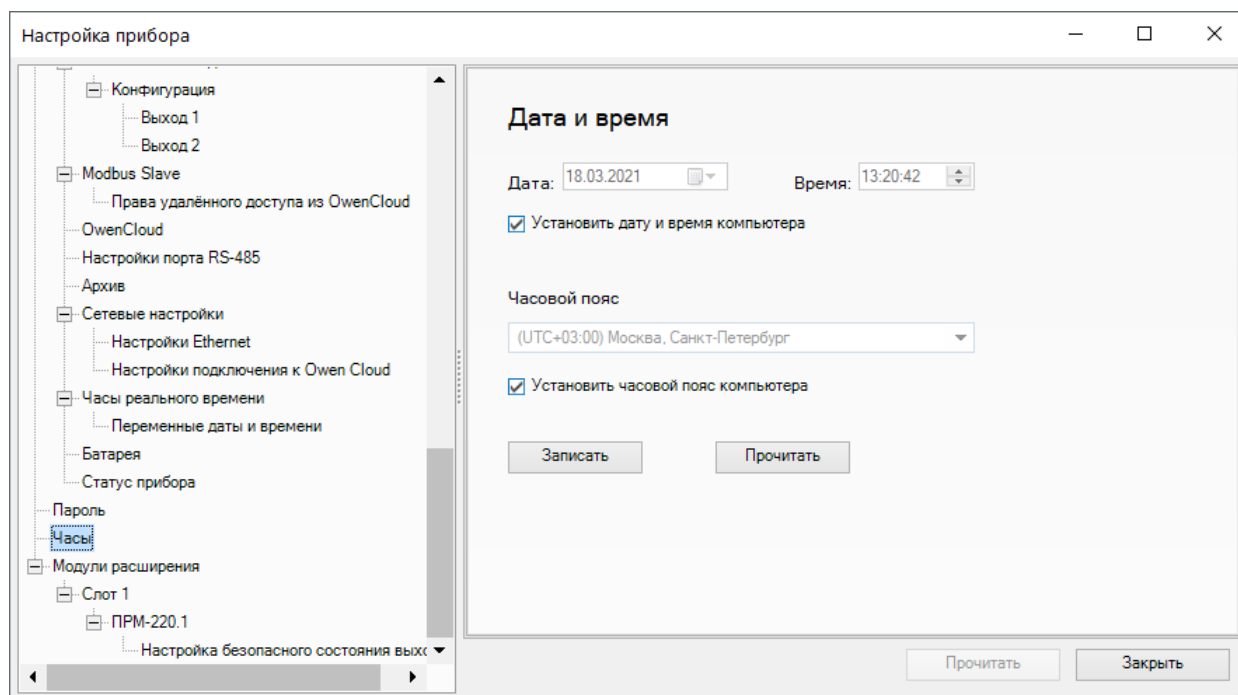 Настройка прибора
Конфигурация
Выход 1
Выход 2
Modbus Slave
Права удалённого доступа из OwenCloud
OwenCloud
Настройки порта RS-485
Архив
Сетевые настройки
Настройки Ethernet
Настройки подключения к Owen Cloud
Часы реального времени
Переменные даты и времени
Батарея
Статус прибора
Пароль
Часы
Модули расширения
Слот 1
ПРМ-220.1
Настройка безопасного состояния
Дата и время
Дата: 18.03.2021 Время: 13:20:42
Установить дату и время компьютера
Часовой пояс
(UTC+03:00) Москва, Санкт-Петербург
Установить часовой пояс компьютера
Записать Прочитать
Прочитать Закрыть